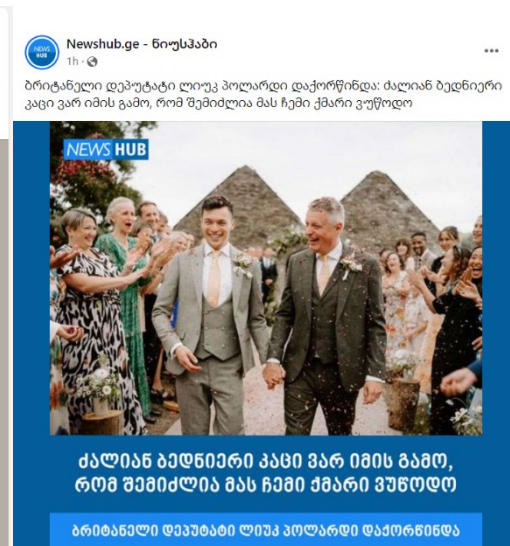 NEWS HUB
Newshub.ge - ნიუსჰაბი
1h ·
ბრიტანელი დეპუტატი ლიუკ პოლარდი დაქორწინდა: ძალიან ბედნიერი
კაცი ვარ იმის გამო, რომ შემიძლია მას ჩემი ქმარი ვუწოდო
NEWS HUB
ძალიან ბედნიერი კაცი ვარ იმის გამო,
რომ შემიძლია მას ჩემი ქმარი ვუწოდო
ბრიტანელი დეპუტატი ლიუკ პოლარდი დაქორწინდა